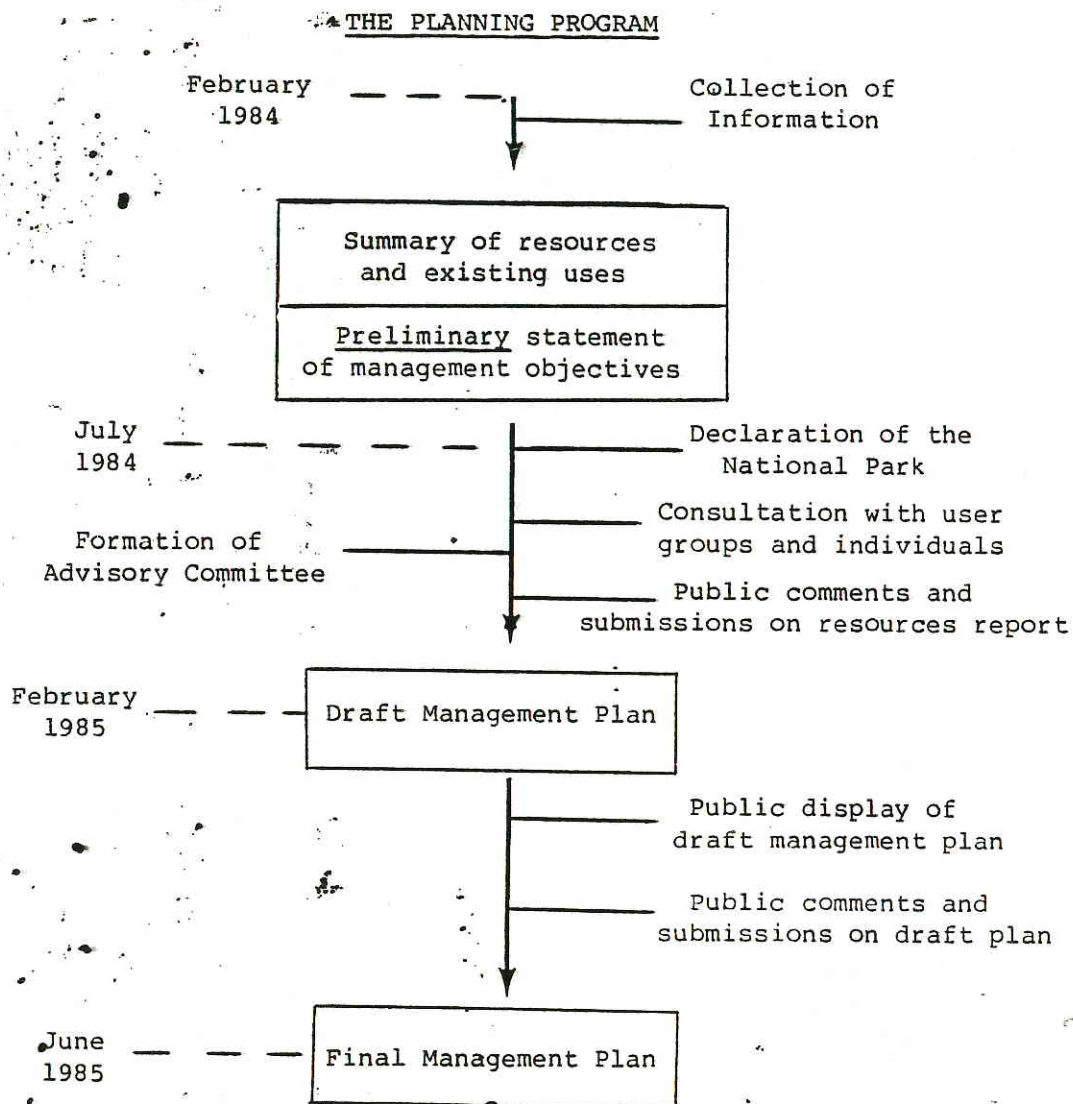 THE PLANNING PROGRAM
February
1984
Collection of
Information
Summary of resources
and existing uses
Preliminary statement
of management objectives
July
1984
Declaration of the
National Park
Consultation with user
groups and individuals
Formation of
Advisory Committee
Public comments and
submissions on resources report
February
1985
Draft Management Plan
Public display of
draft management plan
Public comments and
submissions on draft plan
June
1985
Final Management Plan